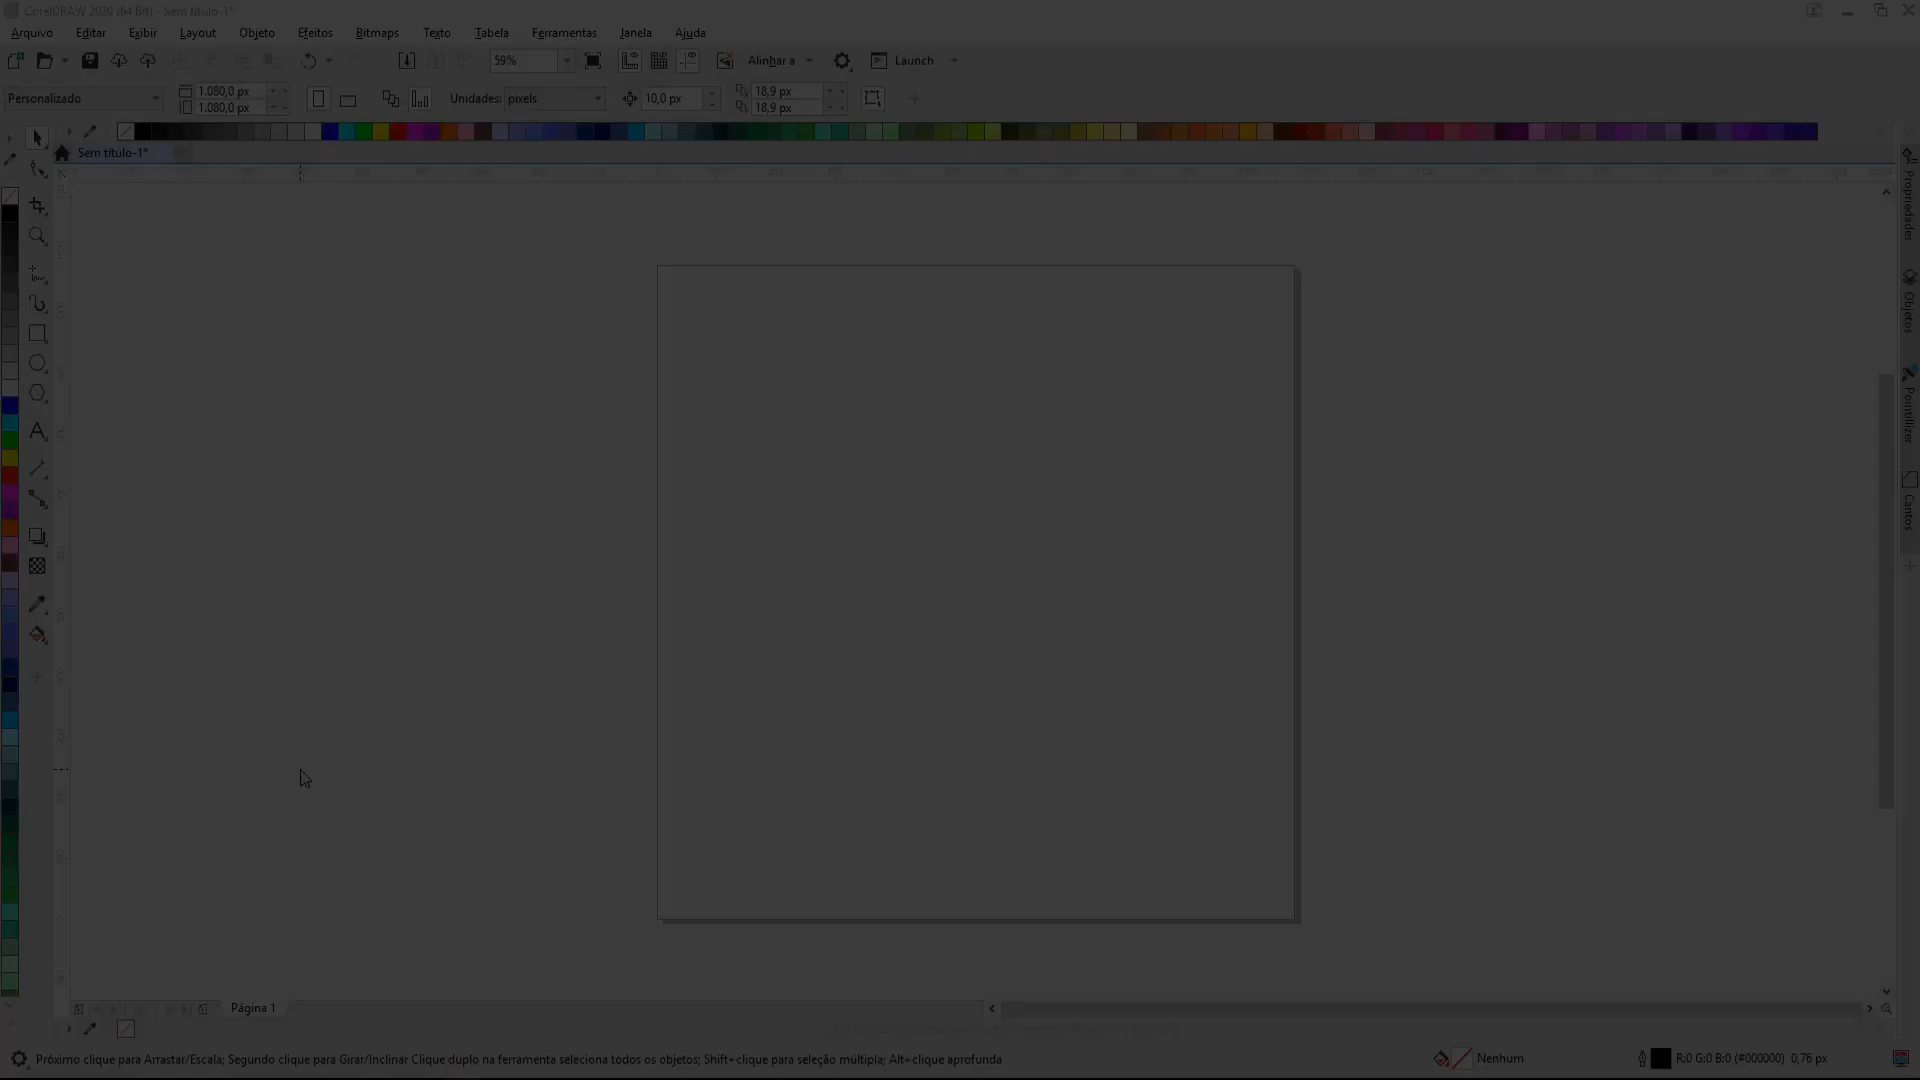 CorelDRAW 2020 (64 Bit) - Sem título-1*
Arquivo Editar Exibir Layout Objeto Efeitos Bitmaps Texto Tabela Ferramentas Janela Ajuda
59% Alinhar a Launch
Personalizado 1.080,0 px Unidades: pixels 10,0 px 18,9 px
1.080,0 px 18,9 px
Sem título-1*
Propriedades
Objetos
Pointillizer
Cantos
Página 1
Próximo clique para Arrastar/Escala; Segundo clique para Girar/Inclinar Clique duplo na ferramenta seleciona todos os objetos; Shift+clique para seleção múltipla; Alt+clique aprofunda
Nenhum
R:0 G:0 B:0 (#000000) 0,76 px